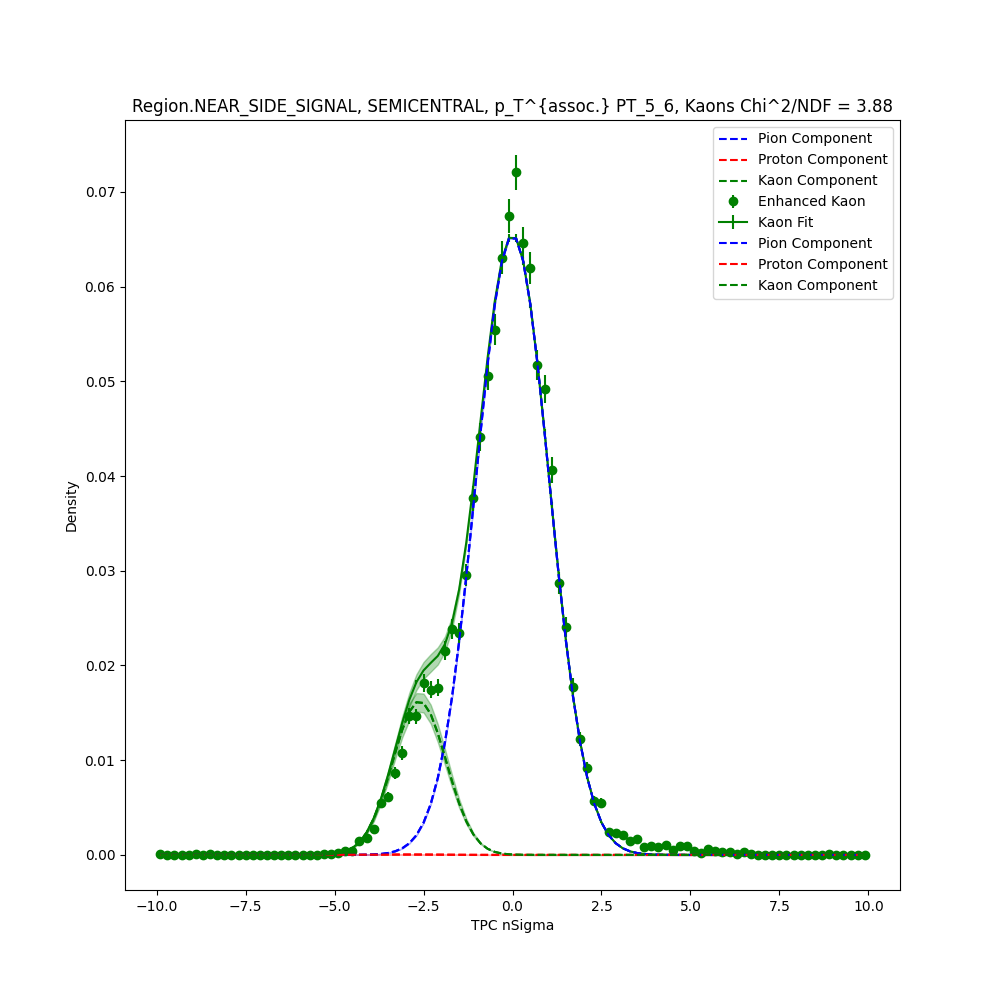 Region.NEAR_SIDE_SIGNAL, SEMICENTRAL, p_T^{assoc.} PT_5_6, Kaons Chi^2/NDF = 3.88
Pion Component
Proton Component
Kaon Component
Enhanced Kaon
Kaon Fit
Pion Component
Proton Component
Kaon Component
0.07
0.06
0.05
0.04
0.03
0.02
0.01
0.00
Density
−10.0 −7.5 −5.0 −2.5 0.0 2.5 5.0 7.5 10.0
TPC nSigma